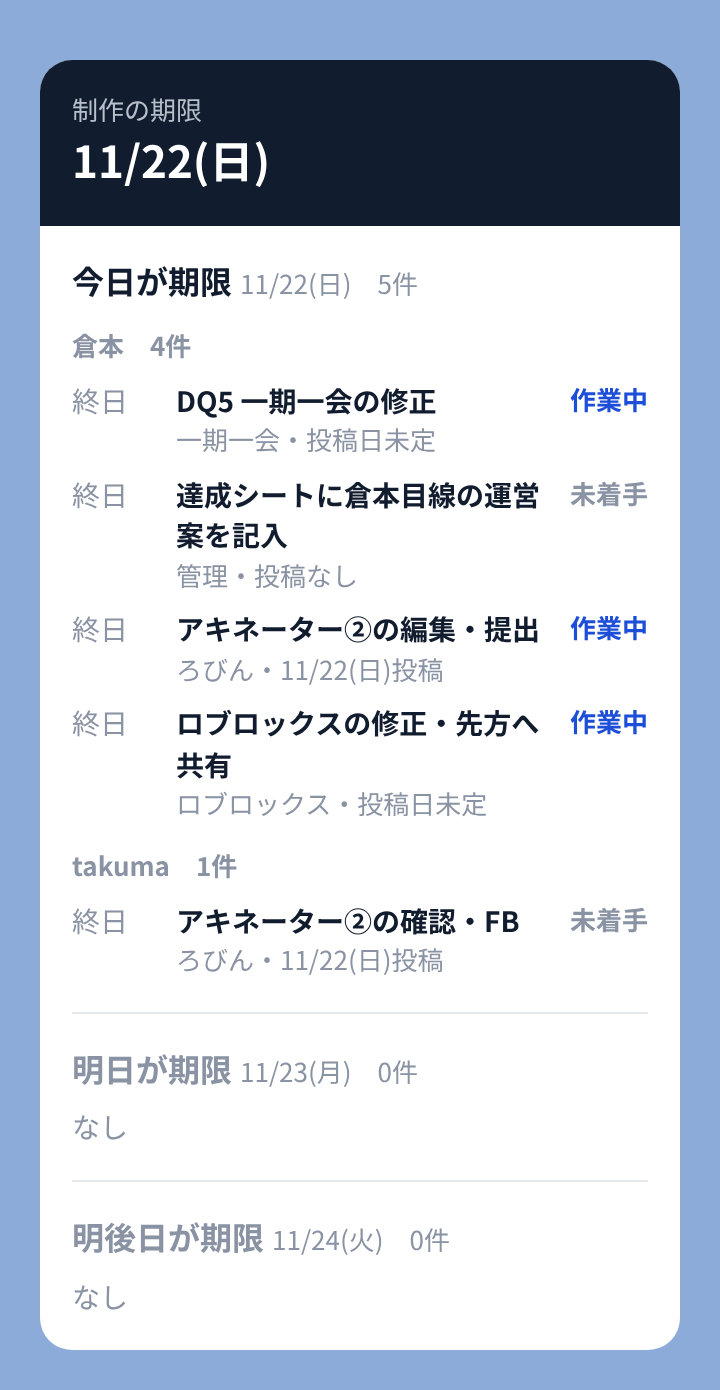 制作の期限
11/22(日)
今日が期限 11/22(日) 5件
倉本 4件
終日 DQ5 一期一会の修正 作業中
一期一会・投稿日未定
終日 達成シートに倉本目線の運営 未着手
案を記入
管理・投稿なし
終日 アキネーター②の編集・提出 作業中
ろびん・11/22(日)投稿
終日 ロブロックスの修正・先方へ 作業中
共有
ロブロックス・投稿日未定
takuma 1件
終日 アキネーター②の確認・FB 未着手
ろびん・11/22(日)投稿
明日が期限 11/23(月) 0件
なし
明後日が期限 11/24(火) 0件
なし